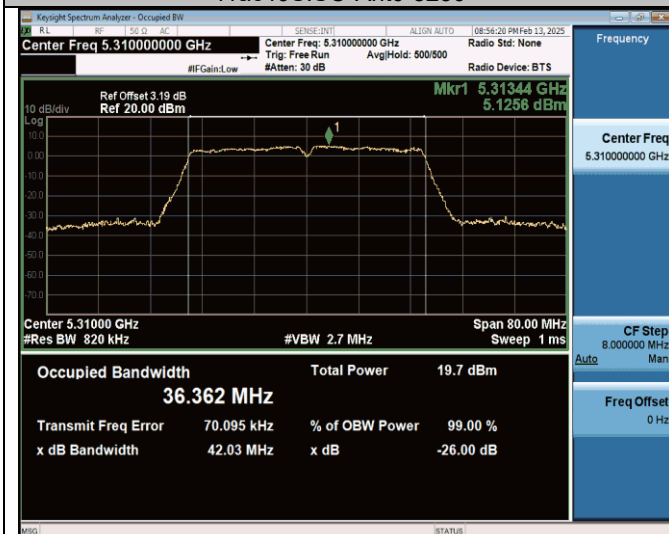 Keysight Spectrum Analyzer - Occupied BW
RL RF 50 Ω AC SENSE:INT ALIGN AUTO 08:56:20 PM Feb 13, 2025
Center Freq 5.310000000 GHz
Center Freq: 5.310000000 GHz
Radio Std: None
Trig: Free Run Avg|Hold: 500/500
#IFGain:Low #Atten: 30 dB Radio Device: BTS
Frequency
Ref Offset 3.19 dB
Mkr1 5.31344 GHz
10 dB/div Ref 20.00 dBm 5.1256 dBm
Log
10.0
1
0.00
-10.0
-20.0
-30.0
-40.0
-50.0
-60.0
-70.0
Center 5.31000 GHz Span 80.00 MHz
#Res BW 820 kHz #VBW 2.7 MHz Sweep 1 ms
Occupied Bandwidth Total Power 19.7 dBm
36.362 MHz
Transmit Freq Error 70.095 kHz % of OBW Power 99.00 %
x dB Bandwidth 42.03 MHz x dB -26.00 dB
Center Freq
5.310000000 GHz
CF Step
8.000000 MHz
Auto Man
Freq Offset
0 Hz
MSG STATUS